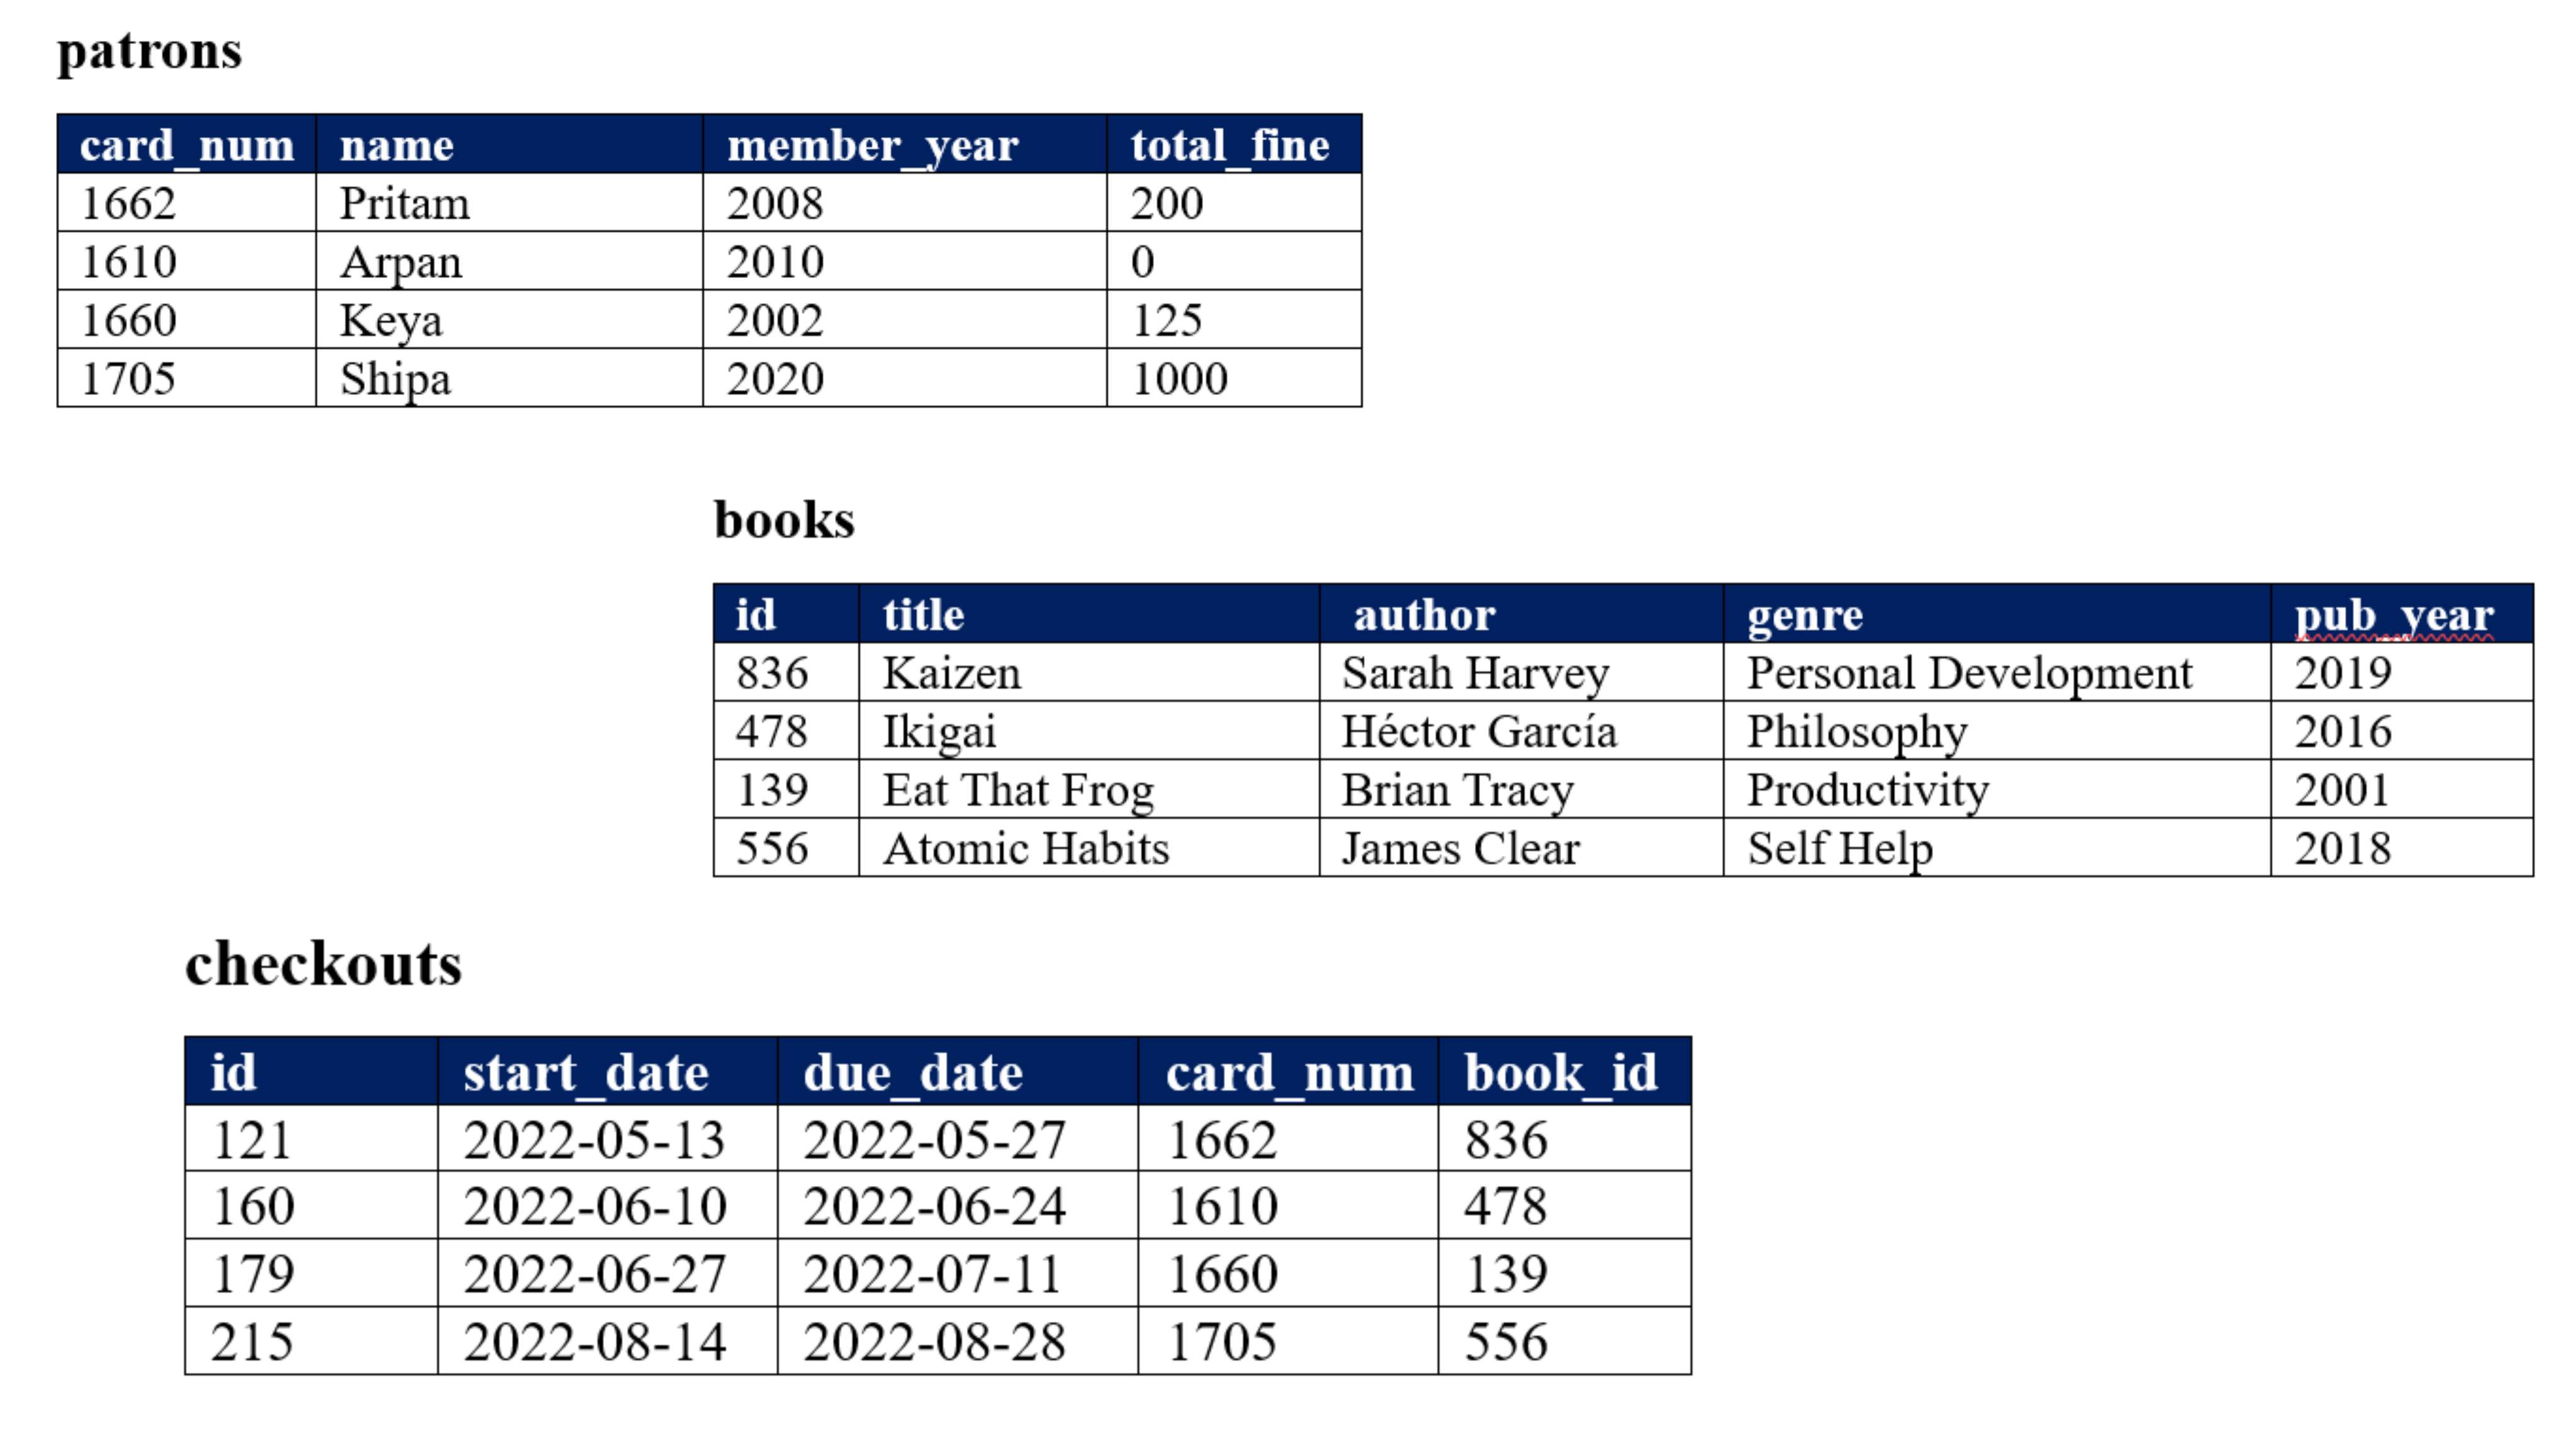 patrons
card_num name member_year total_fine
1662 Pritam 2008 200
1610 Arpan 2010 0
1660 Keya 2002 125
1705 Shipa 2020 1000
books
id title author genre pub_year
836 Kaizen Sarah Harvey Personal Development 2019
478 Ikigai Héctor García Philosophy 2016
139 Eat That Frog Brian Tracy Productivity 2001
556 Atomic Habits James Clear Self Help 2018
checkouts
id start_date due_date card_num book_id
121 2022-05-13 2022-05-27 1662 836
160 2022-06-10 2022-06-24 1610 478
179 2022-06-27 2022-07-11 1660 139
215 2022-08-14 2022-08-28 1705 556